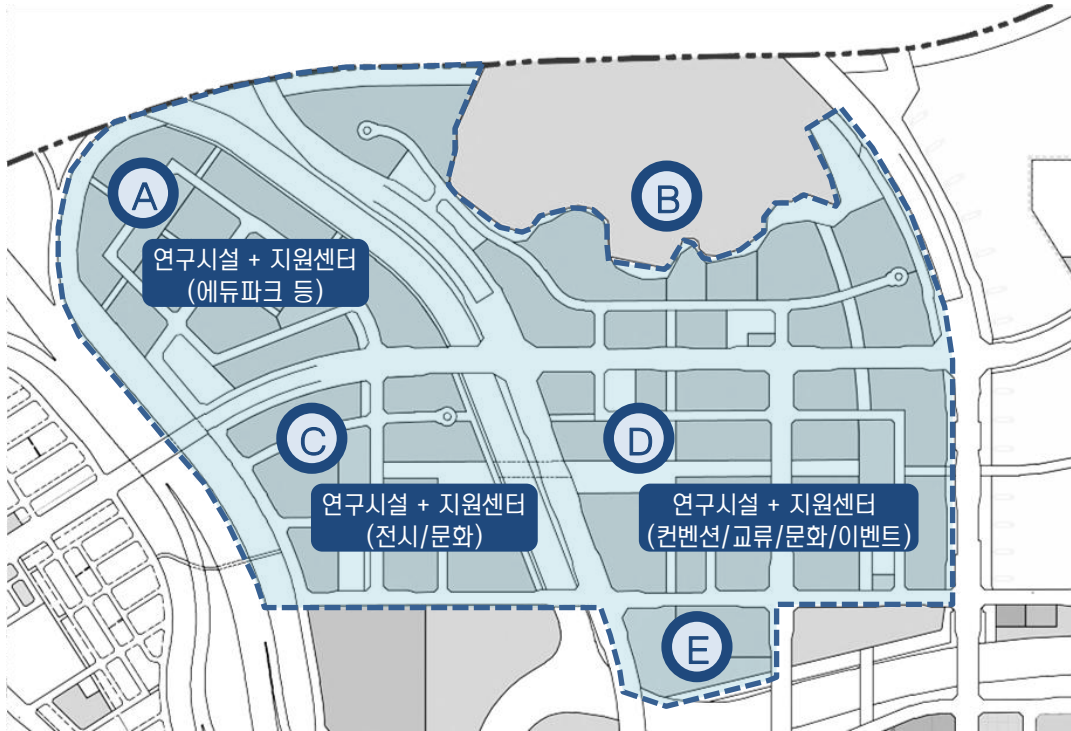 A
B
연구시설 + 지원센터
(에듀파크 등)
C
D
연구시설 + 지원센터
(전시/문화)
연구시설 + 지원센터
(컨벤션/교류/문화/이벤트)
E